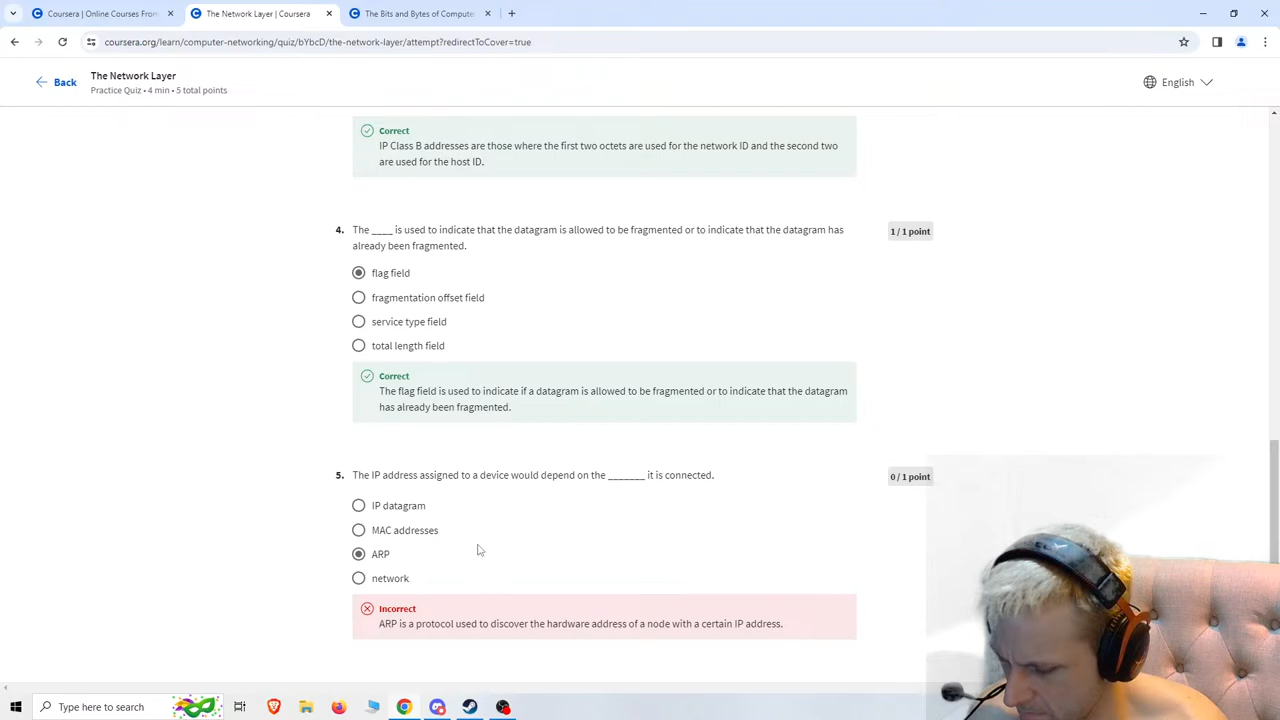 Coursera | Online Courses From
The Network Layer | Coursera
The Bits and Bytes of Compute
coursera.org/learn/computer-networking/quiz/bYbcD/the-network-layer/attempt?redirectToCover=true
Back
The Network Layer
Practice Quiz • 4 min • 5 total points
English
Correct
IP Class B addresses are those where the first two octets are used for the network ID and the second two
are used for the host ID.
4. The ____ is used to indicate that the datagram is allowed to be fragmented or to indicate that the datagram has
already been fragmented.
1 / 1 point
flag field
fragmentation offset field
service type field
total length field
Correct
The flag field is used to indicate if a datagram is allowed to be fragmented or to indicate that the datagram
has already been fragmented.
5. The IP address assigned to a device would depend on the _______ it is connected.
0 / 1 point
IP datagram
MAC addresses
ARP
network
Incorrect
ARP is a protocol used to discover the hardware address of a node with a certain IP address.
Type here to search